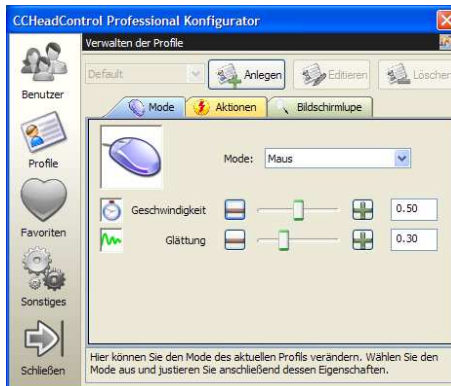 CCHeadControl Professional Konfigurator
Verwalten der Profile
Benutzer
Profile
Favoriten
Sonstiges
Schließen
Default
Anlegen
Editieren
Löschen
Mode
Aktionen
Bildschirmlupe
Mode:
Maus
Geschwindigkeit
0.50
Glättung
0.30
Hier können Sie den Mode des aktuellen Profils verändern. Wählen Sie den
Mode aus und justieren Sie anschließend dessen Eigenschaften.